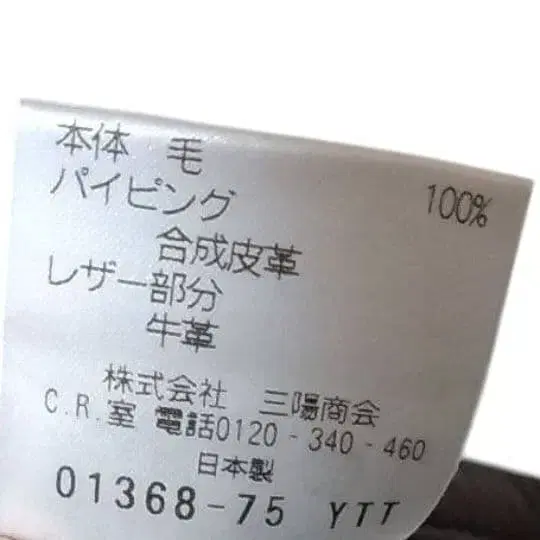 本体 毛 100%
パイピング
合成皮革
レザー部分
牛革
株式会社 三陽商会
C.R.室 電話0120-340-460
日本製
01368-75 YTT